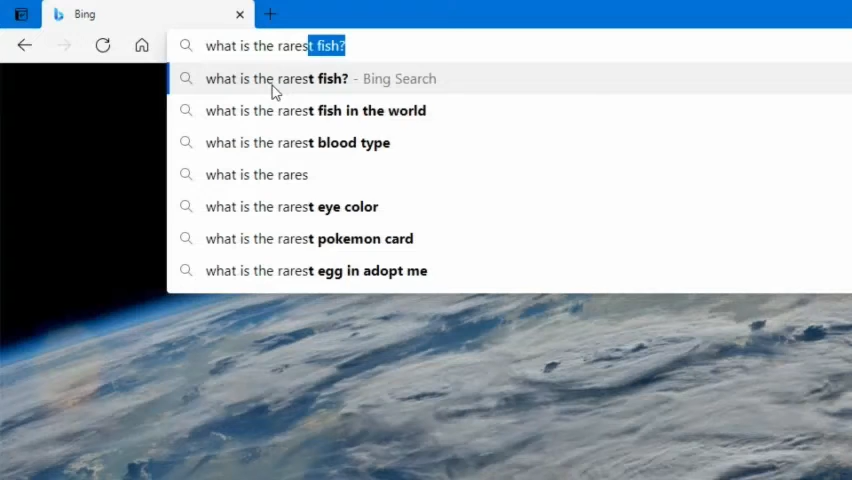 Bing
what is the rarest fish?
what is the rarest fish? - Bing Search
what is the rarest fish in the world
what is the rarest blood type
what is the rares
what is the rarest eye color
what is the rarest pokemon card
what is the rarest egg in adopt me